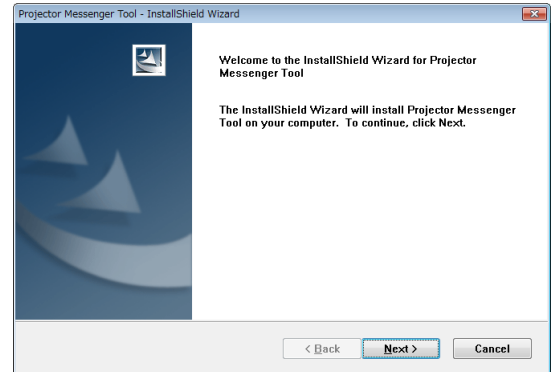 Projector Messenger Tool - InstallShield Wizard
Welcome to the InstallShield Wizard for Projector
Messenger Tool
The InstallShield Wizard will install Projector Messenger
Tool on your computer. To continue, click Next.
< Back Next > Cancel